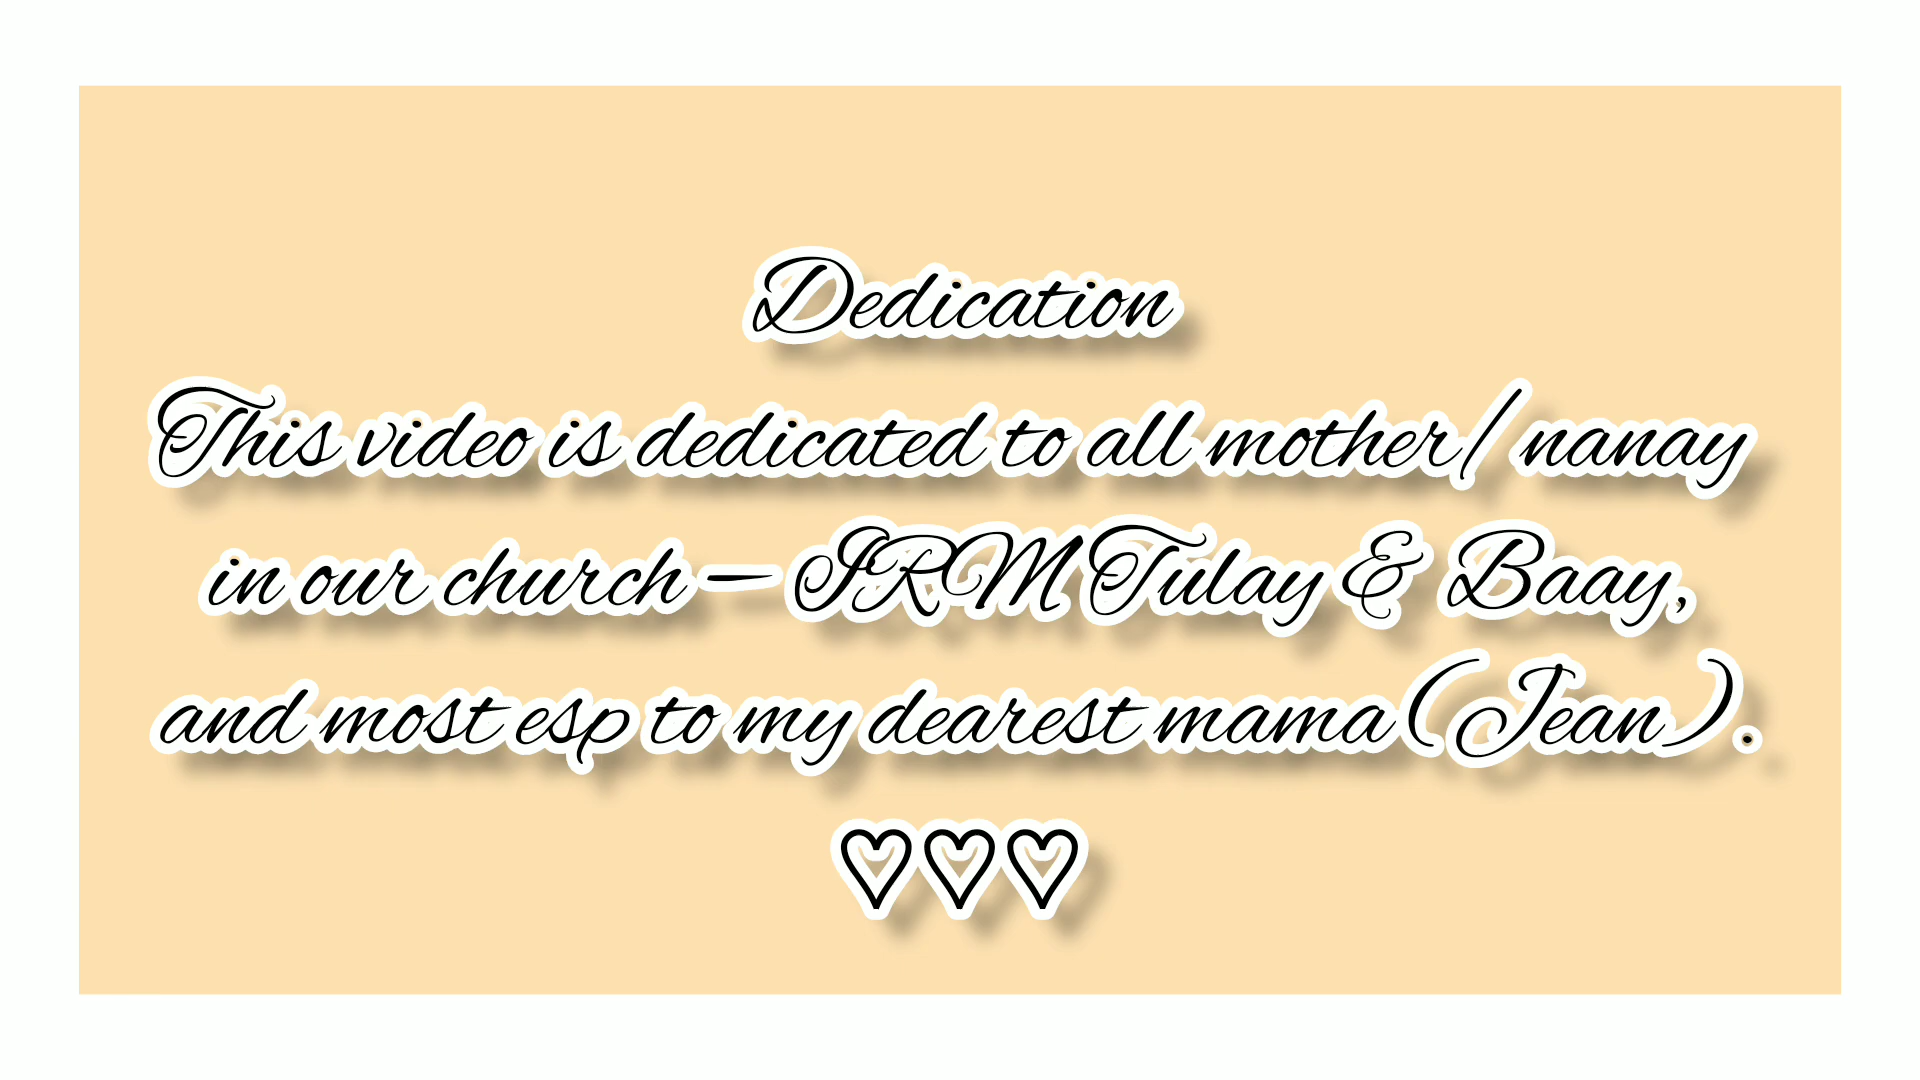 Dedication
This video is dedicated to all mother/ nanay
in our church – SRM Tulay & Baay,
and most esp to my dearest mama (Jean).
♡♡♡